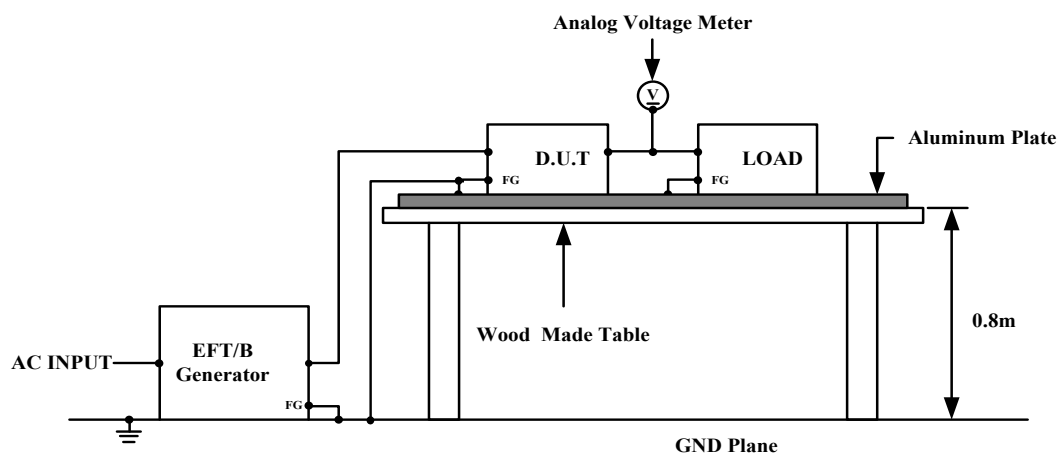 Analog Voltage Meter
V
Aluminum Plate
D.U.T
LOAD
FG
FG
Wood Made Table
0.8m
AC INPUT
EFT/B
Generator
FG
GND Plane